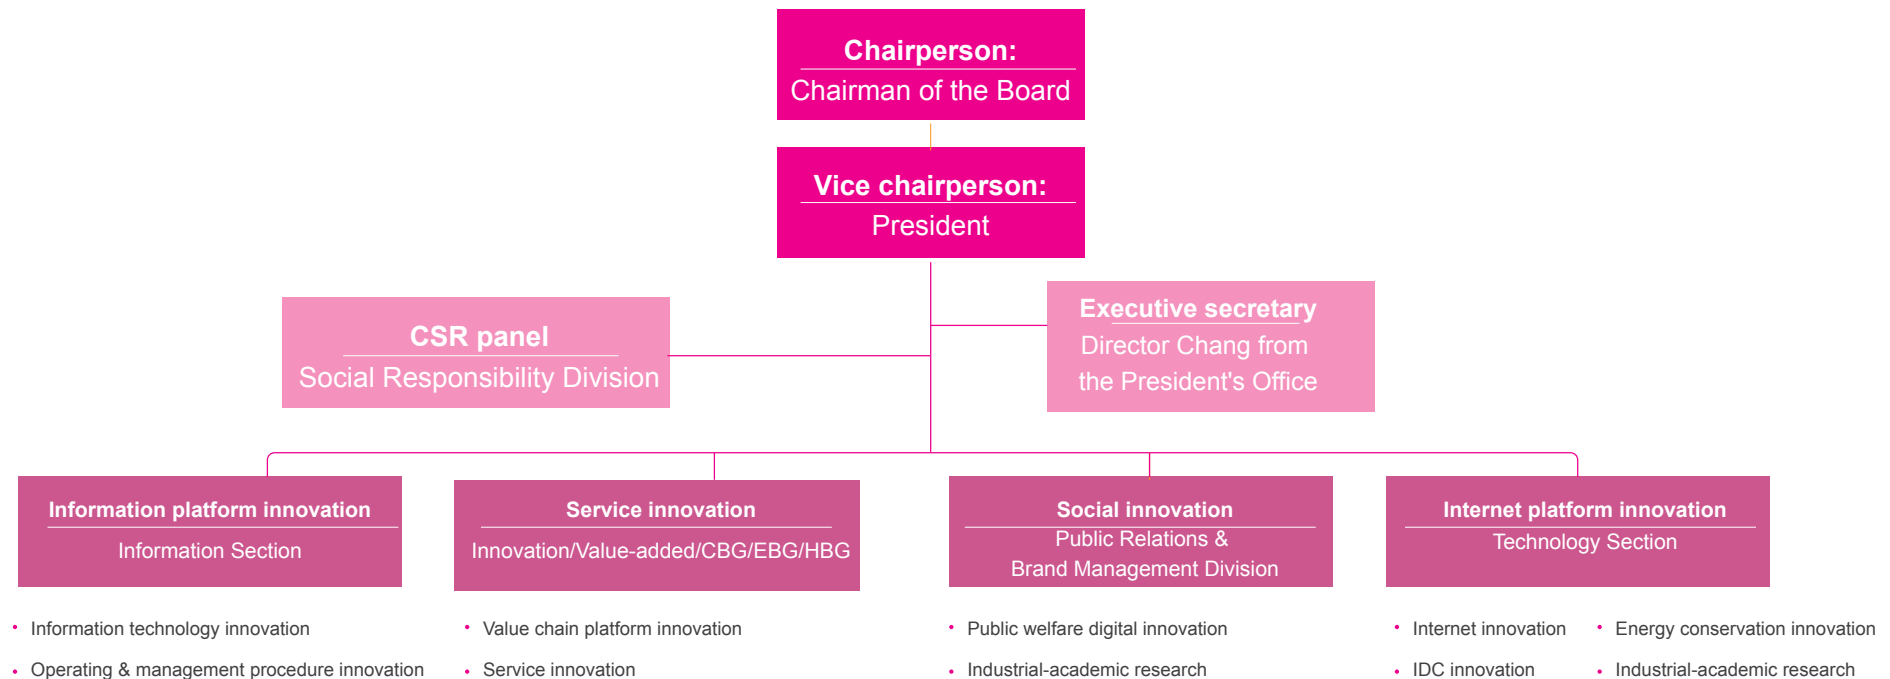 Chairperson:
Chairman of the Board
Vice chairperson:
President
CSR panel
Social Responsibility Division
Executive secretary
Director Chang from
the President's Office
Information platform innovation
Information Section
Service innovation
Innovation/Value-added/CBG/EBG/HBG
Social innovation
Public Relations &
Brand Management Division
Internet platform innovation
Technology Section
• Information technology innovation
• Operating & management procedure innovation
• Value chain platform innovation
• Service innovation
• Public welfare digital innovation
• Industrial-academic research
• Internet innovation
• IDC innovation
• Energy conservation innovation
• Industrial-academic research